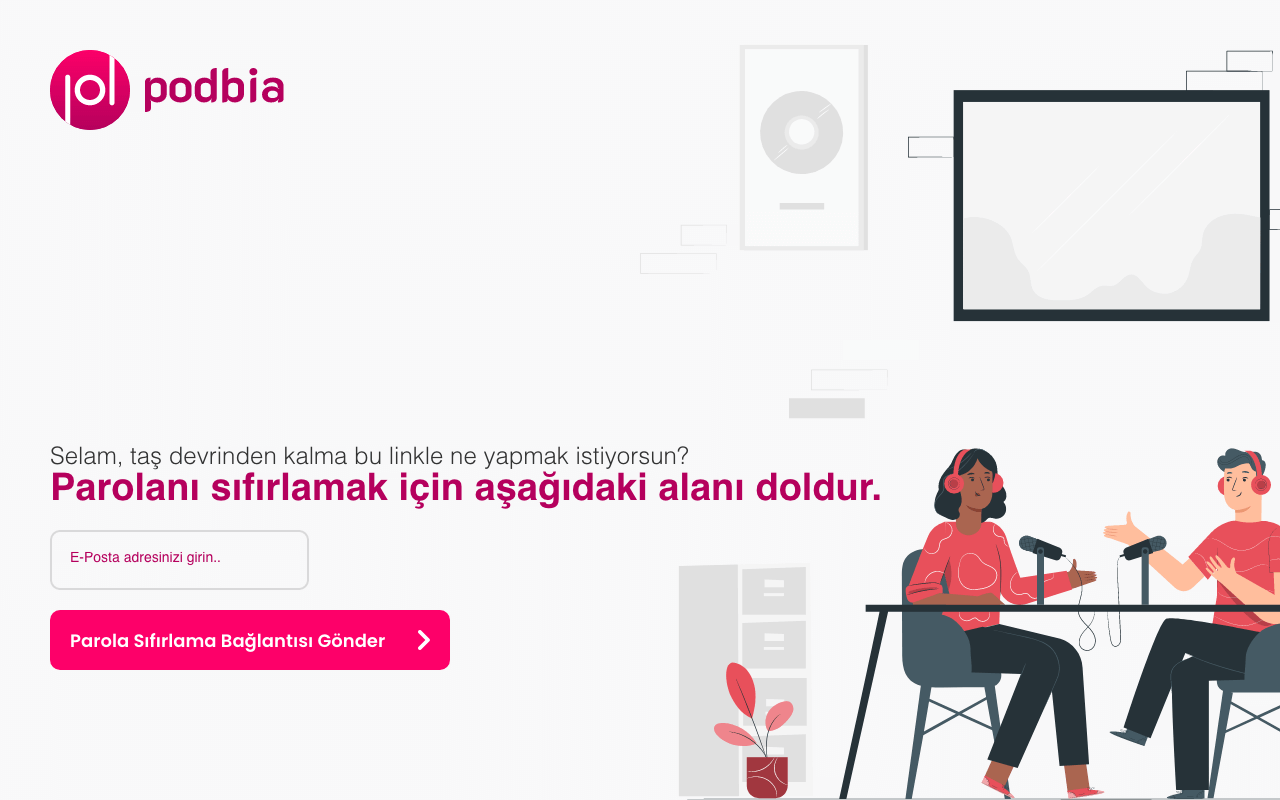 podbia
Selam, taş devrinden kalma bu linkle ne yapmak istiyorsun?
Parolanı sıfırlamak için aşağıdaki alanı doldur.
E-Posta adresinizi girin..
Parola Sıfırlama Bağlantısı Gönder